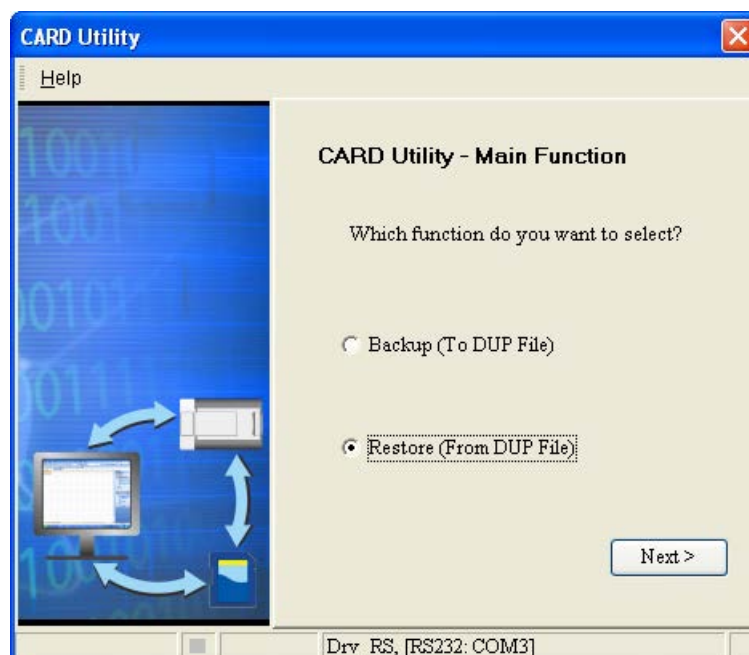 CARD Utility
Help
CARD Utility - Main Function
Which function do you want to select?
Backup (To DUP File)
Restore (From DUP File)
Next >
Drv_RS, [RS232: COM3]